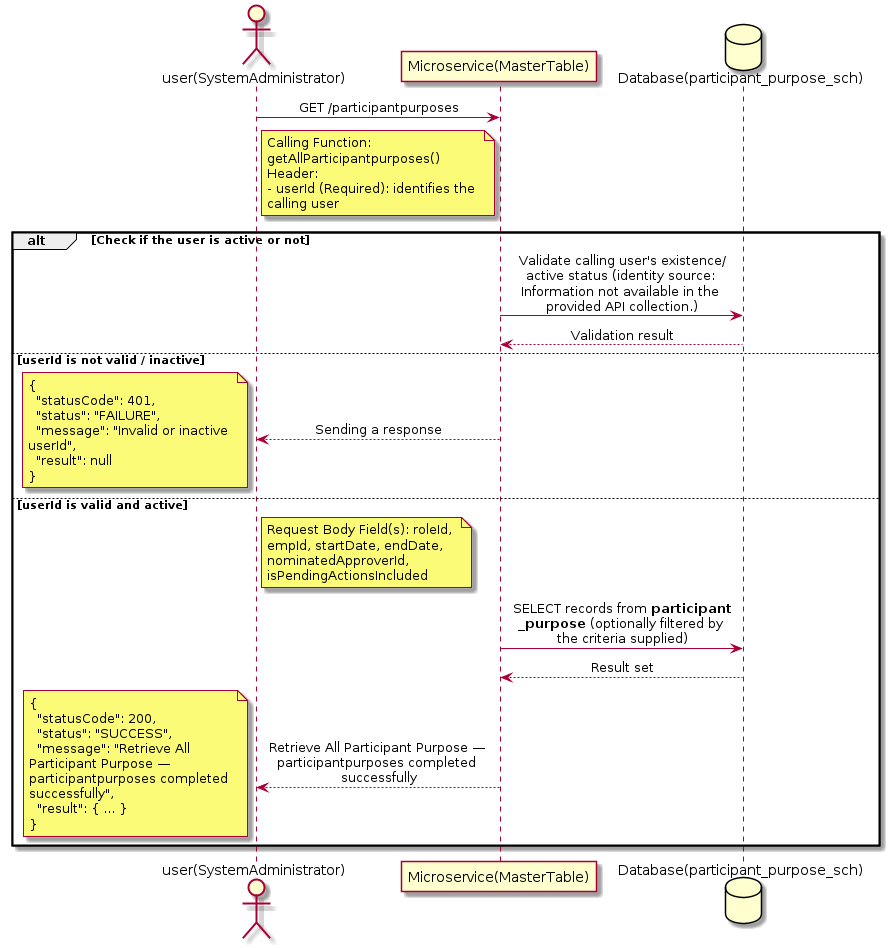 user(SystemAdministrator)
Microservice(MasterTable)
Database(participant_purpose_sch)
GET /participantpurposes
Calling Function:
getAllParticipantpurposes()
Header:
- userId (Required): identifies the
calling user
alt
[Check if the user is active or not]
Validate calling user's existence/
active status (identity source:
Information not available in the
provided API collection.)
Validation result
[userId is not valid / inactive]
{
"statusCode": 401,
"status": "FAILURE",
"message": "Invalid or inactive
userId",
"result": null
}
Sending a response
[userId is valid and active]
Request Body Field(s): roleId,
empId, startDate, endDate,
nominatedApproverId,
isPendingActionsIncluded
SELECT records from participant
_purpose (optionally filtered by
the criteria supplied)
Result set
{
"statusCode": 200,
"status": "SUCCESS",
"message": "Retrieve All
Participant Purpose —
participantpurposes completed
successfully",
"result": { ... }
}
Retrieve All Participant Purpose —
participantpurposes completed
successfully
user(SystemAdministrator)
Microservice(MasterTable)
Database(participant_purpose_sch)